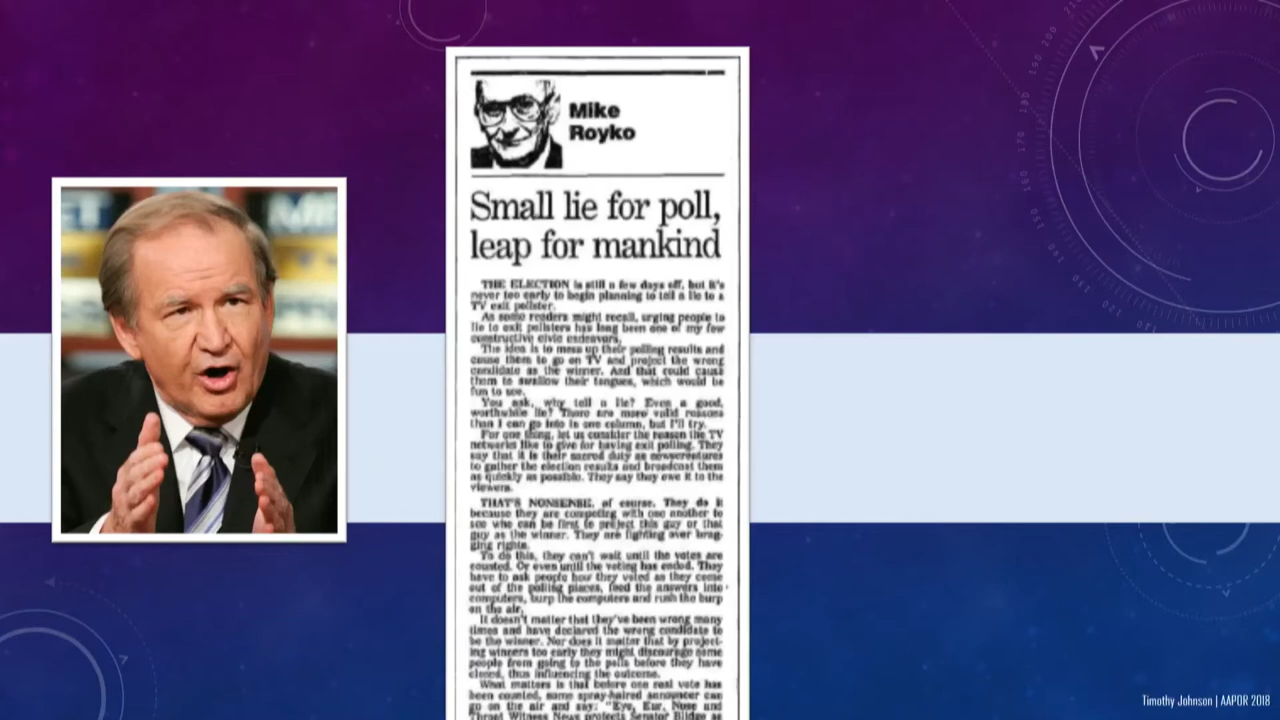 Mike
Royko
Small lie for poll,
leap for mankind
THE ELECTION is still a few days off, but it's
never too early to begin planning to tell a lie to a
TV exit pollster.
As some readers might recall, urging people to
lie to exit pollsters has long been one of my few
constructive civic endeavors.
The idea is to mess up their polling results and
cause them to go on TV and project the wrong
candidate as the winner. And that could cause
them to swallow their tongues, which would be
fun to see.
You ask, why tell a lie? Even a good,
worthwhile lie? There are more valid reasons
than I can go into in one column, but I'll try.
For one thing, let us consider the reason the TV
networks like to give for having exit polling. They
say that it is their sacred duty as newscreatures
to gather the election results and broadcast them
as quickly as possible. They say they owe it to the
viewers.
THAT'S NONSENSE, of course. They do it
because they are competing with one another to
see who can be first to project this guy or that
guy as the winner. They are fighting over brag-
ging rights.
To do this, they can't wait until the votes are
counted. Or even until the voting has ended. They
have to ask people how they voted as they come
out of the polling places, feed the answers into
computers, burp the computers and rush the burp
on the air.
It doesn't matter that they've been wrong many
times and have declared the wrong candidate to
be the winner. Nor does it matter that by project-
ing winners too early they might discourage some
people from going to the polls before they have
closed, thus influencing the outcome.
What matters is that before one real vote has
been counted, some spray-haired announcer can
go on the air and say: "Eye, Ear, Nose and
Throat Witness News projects Senator Bilgaw as
Timothy Johnson | AAPOR 2018